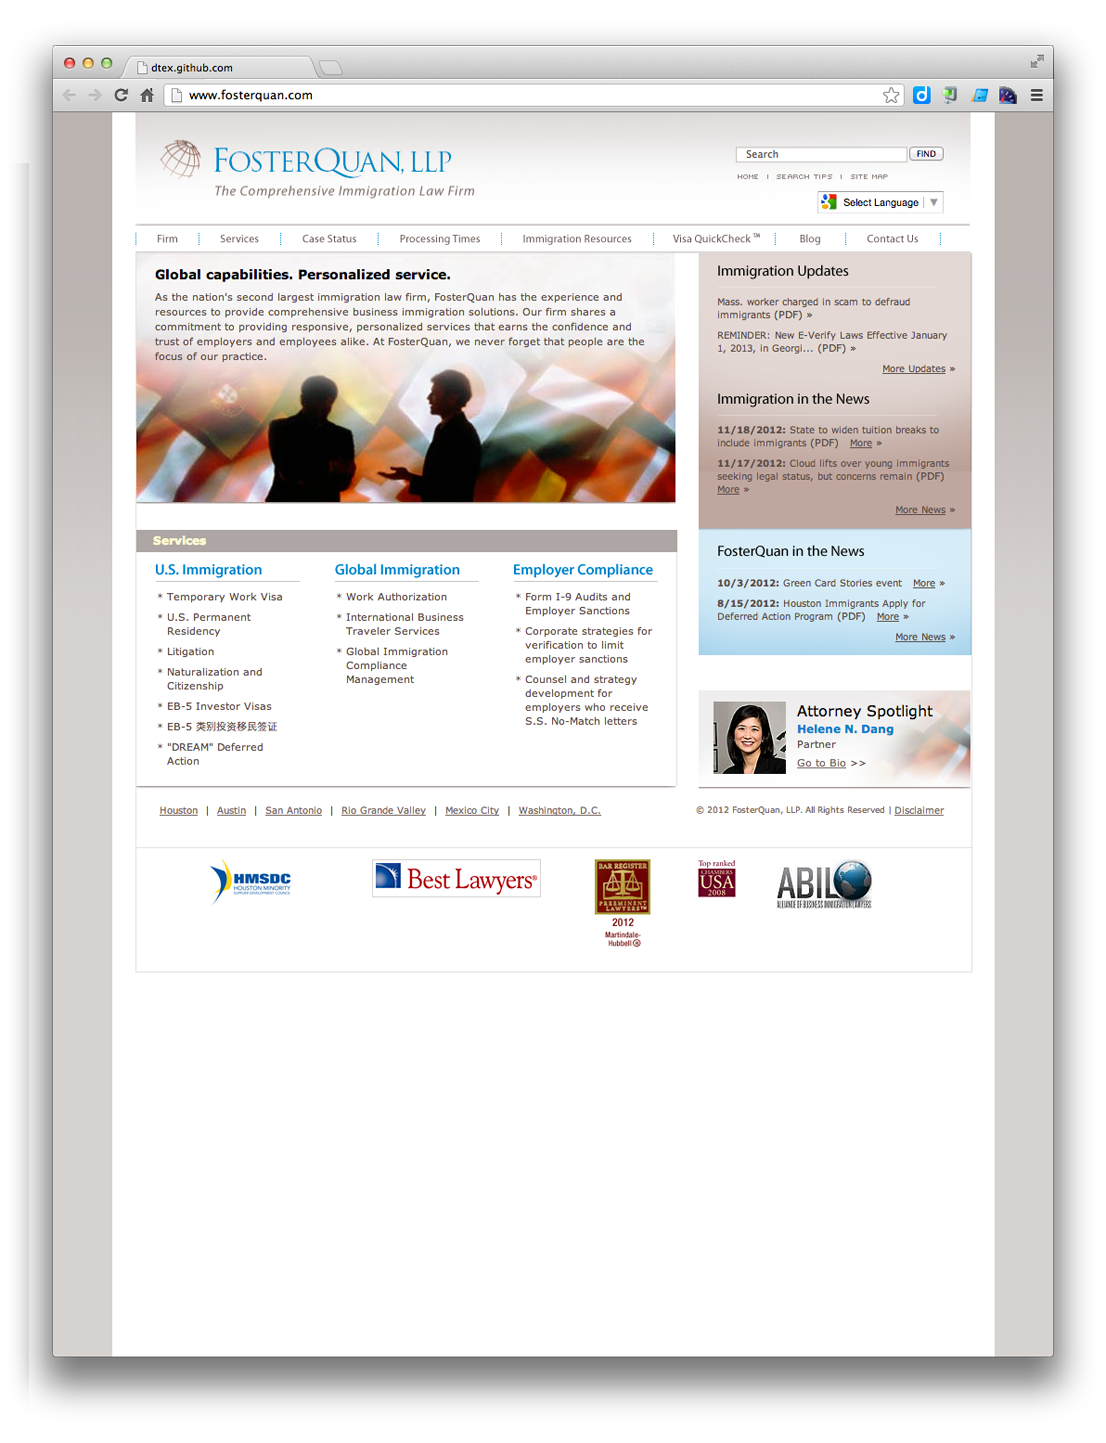 dtex.github.com
www.fosterquan.com
FosterQuan, LLP
The Comprehensive Immigration Law Firm
Search
FIND
HOME | SEARCH TIPS | SITE MAP
Select Language ▼
Firm
Services
Case Status
Processing Times
Immigration Resources
Visa QuickCheck ™
Blog
Contact Us
Global capabilities. Personalized service.
As the nation's second largest immigration law firm, FosterQuan has the experience and
resources to provide comprehensive business immigration solutions. Our firm shares a
commitment to providing responsive, personalized services that earns the confidence and
trust of employers and employees alike. At FosterQuan, we never forget that people are the
focus of our practice.
Immigration Updates
Mass. worker charged in scam to defraud
immigrants (PDF) »
REMINDER: New E-Verify Laws Effective January
1, 2013, in Georgi... (PDF) »
More Updates »
Immigration in the News
11/18/2012: State to widen tuition breaks to
include immigrants (PDF) More »
11/17/2012: Cloud lifts over young immigrants
seeking legal status, but concerns remain (PDF)
More »
More News »
FosterQuan in the News
10/3/2012: Green Card Stories event More »
8/15/2012: Houston Immigrants Apply for
Deferred Action Program (PDF) More »
More News »
Services
U.S. Immigration
* Temporary Work Visa
* U.S. Permanent
Residency
* Litigation
* Naturalization and
Citizenship
* EB-5 Investor Visas
* EB-5 类别投资移民签证
* "DREAM" Deferred
Action
Global Immigration
* Work Authorization
* International Business
Traveler Services
* Global Immigration
Compliance
Management
Employer Compliance
* Form I-9 Audits and
Employer Sanctions
* Corporate strategies for
verification to limit
employer sanctions
* Counsel and strategy
development for
employers who receive
S.S. No-Match letters
Attorney Spotlight
Helene N. Dang
Partner
Go to Bio >>
Houston | Austin | San Antonio | Rio Grande Valley | Mexico City | Washington, D.C.
© 2012 FosterQuan, LLP. All Rights Reserved | Disclaimer
HMSDC
HOUSTON MINORITY
SUPPLIER DEVELOPMENT COUNCIL
Best Lawyers®
BAR REGISTER
PREEMINENT
LAWYERS™
2012
Martindale-
Hubbell®
Top ranked
CHAMBERS
USA
2008
ABIL
ALLIANCE OF BUSINESS IMMIGRATION LAWYERS